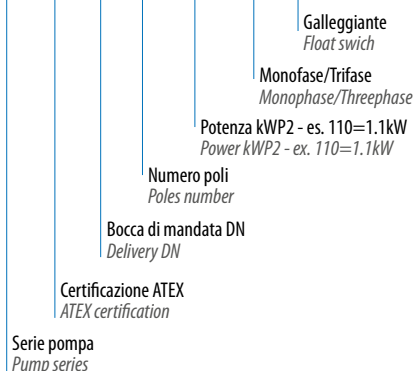 Galleggiante
Float swich
Monofase/Trifase
Monophase/Threephase
Potenza kWP2 - es. 110=1.1kW
Power kWP2 - ex. 110=1.1kW
Numero poli
Poles number
Bocca di mandata DN
Delivery DN
Certificazione ATEX
ATEX certification
Serie pompa
Pump series